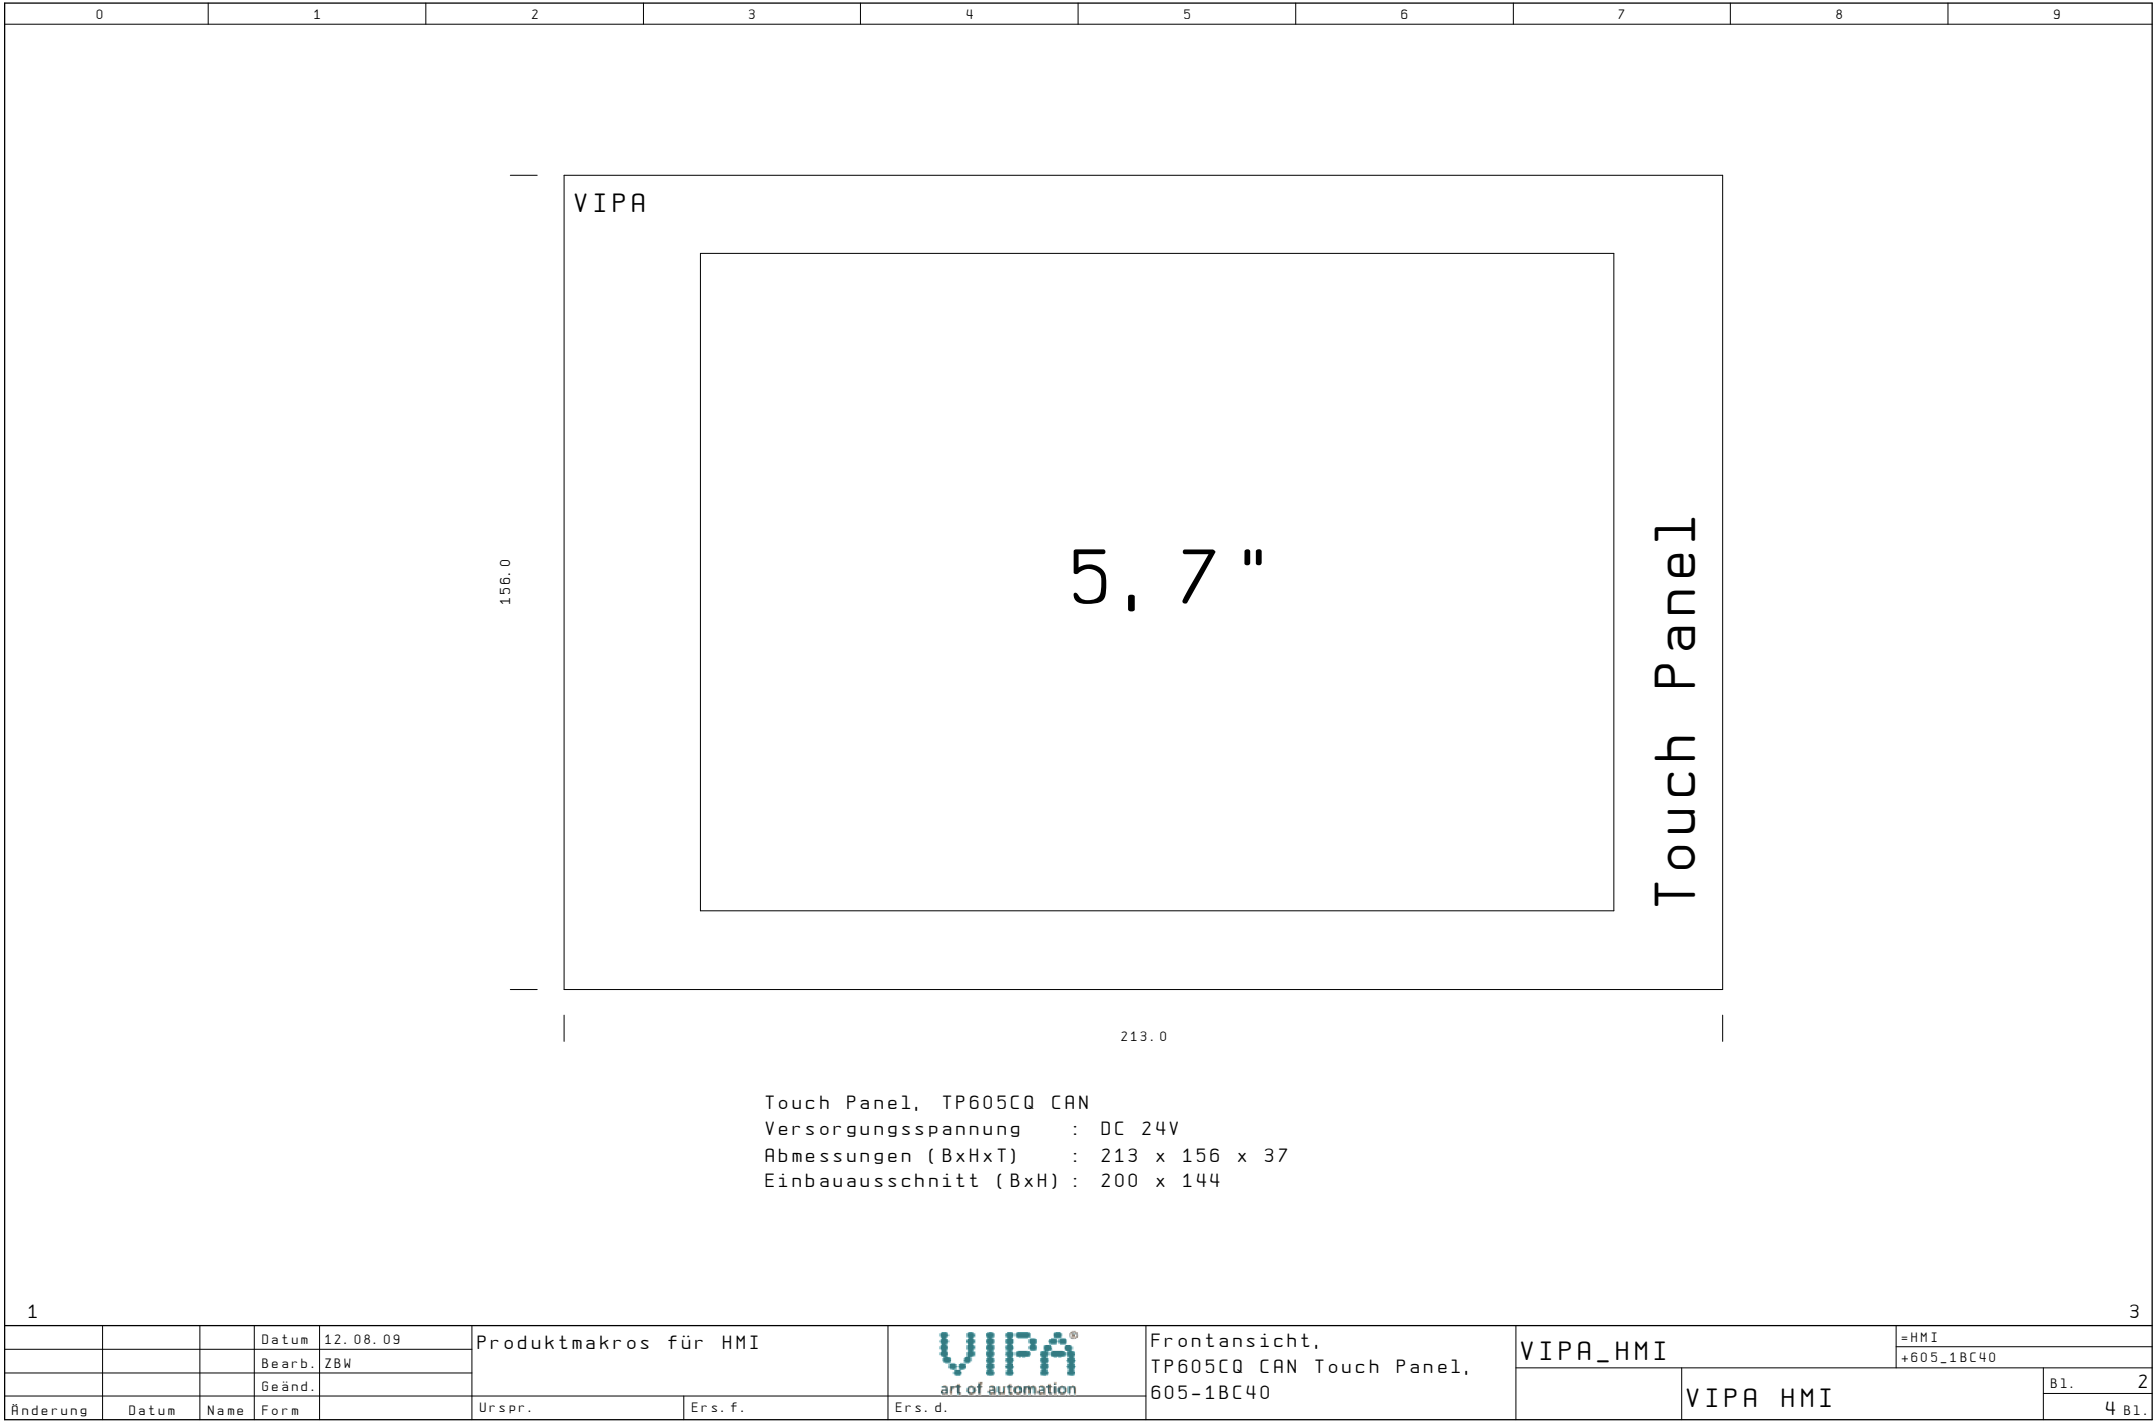 0 1 2 3 4 5 6 7 8 9
VIPA
5,7"
Touch Panel
156.0
213.0
Touch Panel, TP605CQ CAN
Versorgungsspannung : DC 24V
Abmessungen (BxHxT) : 213 x 156 x 37
Einbauausschnitt (BxH) : 200 x 144
1
3
Datum 12.08.09
Bearb. ZBW
Geänd.
Änderung Datum Name Form
Produktmakros für HMI
Urspr. Ers.f. Ers.d.
VIPA®
art of automation
Frontansicht,
TP605CQ CAN Touch Panel,
605-1BC40
VIPA_HMI
VIPA HMI
=HMI
+605_1BC40
Bl. 2
4 Bl.